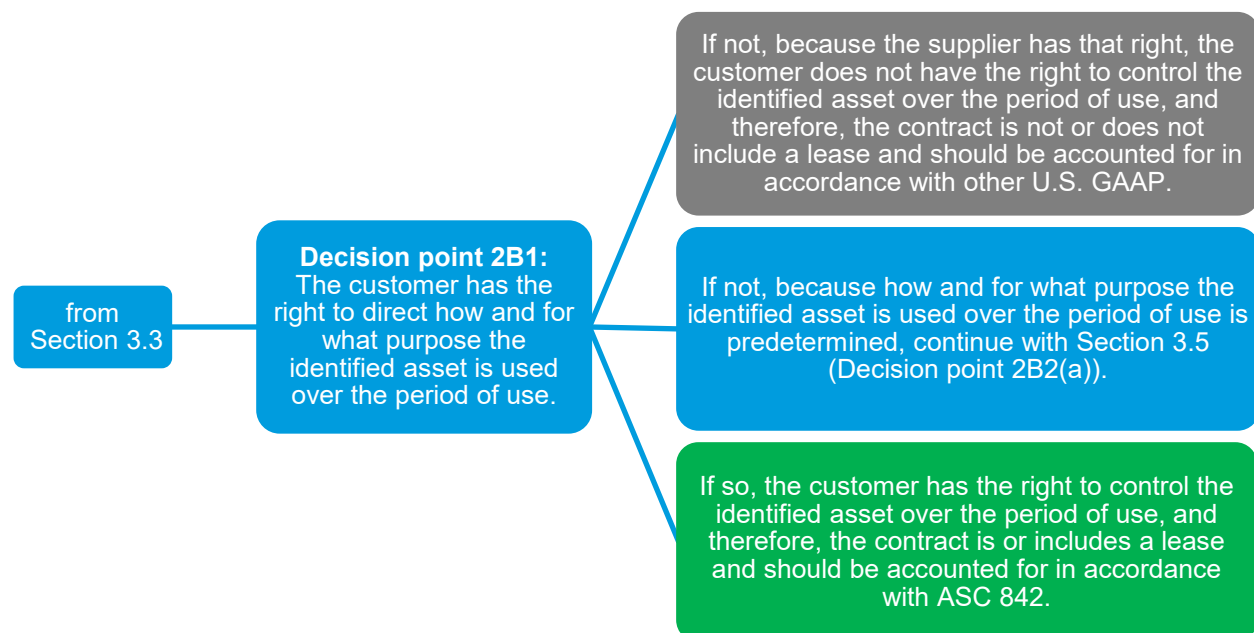 from
Section 3.3
Decision point 2B1:
The customer has the
right to direct how and for
what purpose the
identified asset is used
over the period of use.
If not, because the supplier has that right, the
customer does not have the right to control the
identified asset over the period of use, and
therefore, the contract is not or does not
include a lease and should be accounted for in
accordance with other U.S. GAAP.
If not, because how and for what purpose the
identified asset is used over the period of use is
predetermined, continue with Section 3.5
(Decision point 2B2(a)).
If so, the customer has the right to control the
identified asset over the period of use, and
therefore, the contract is or includes a lease
and should be accounted for in accordance
with ASC 842.